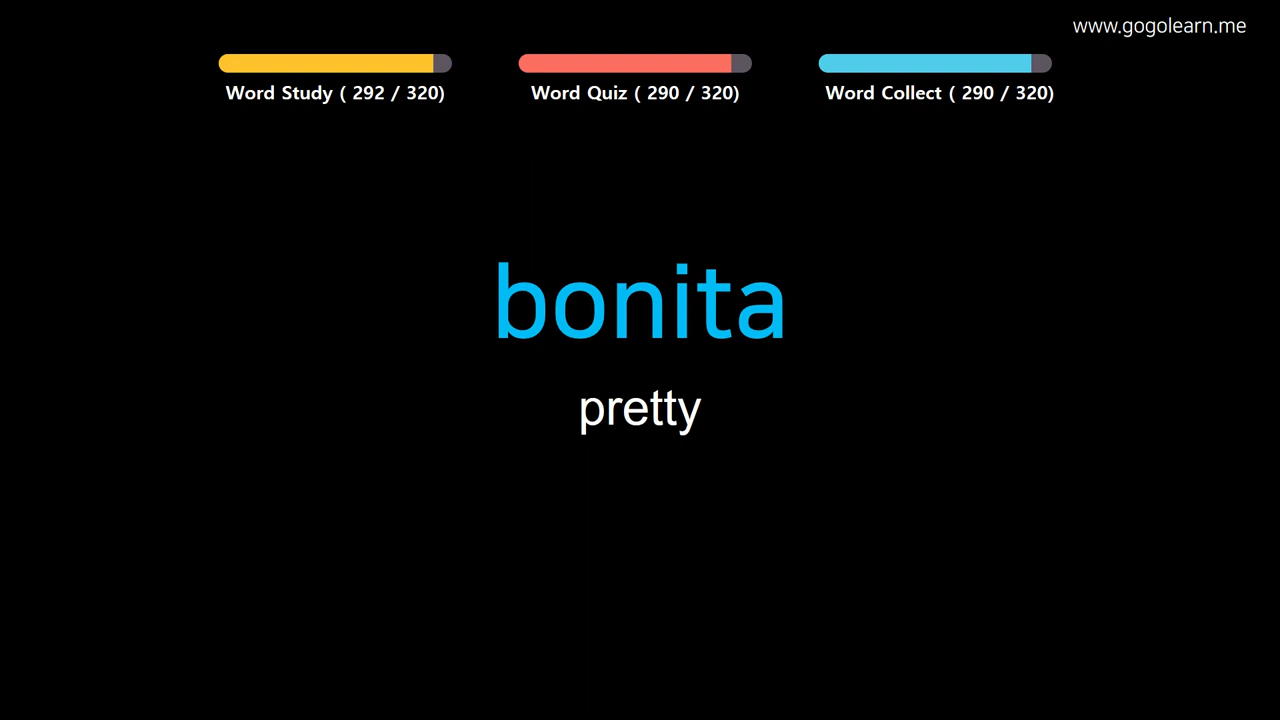 www.gogolearn.me
Word Study ( 292 / 320)
Word Quiz ( 290 / 320)
Word Collect ( 290 / 320)
bonita
pretty